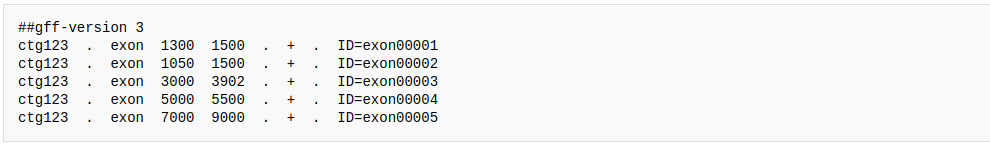 ##gff-version 3
ctg123  .  exon  1300  1500  .  +  .  ID=exon00001
ctg123  .  exon  1050  1500  .  +  .  ID=exon00002
ctg123  .  exon  3000  3902  .  +  .  ID=exon00003
ctg123  .  exon  5000  5500  .  +  .  ID=exon00004
ctg123  .  exon  7000  9000  .  +  .  ID=exon00005